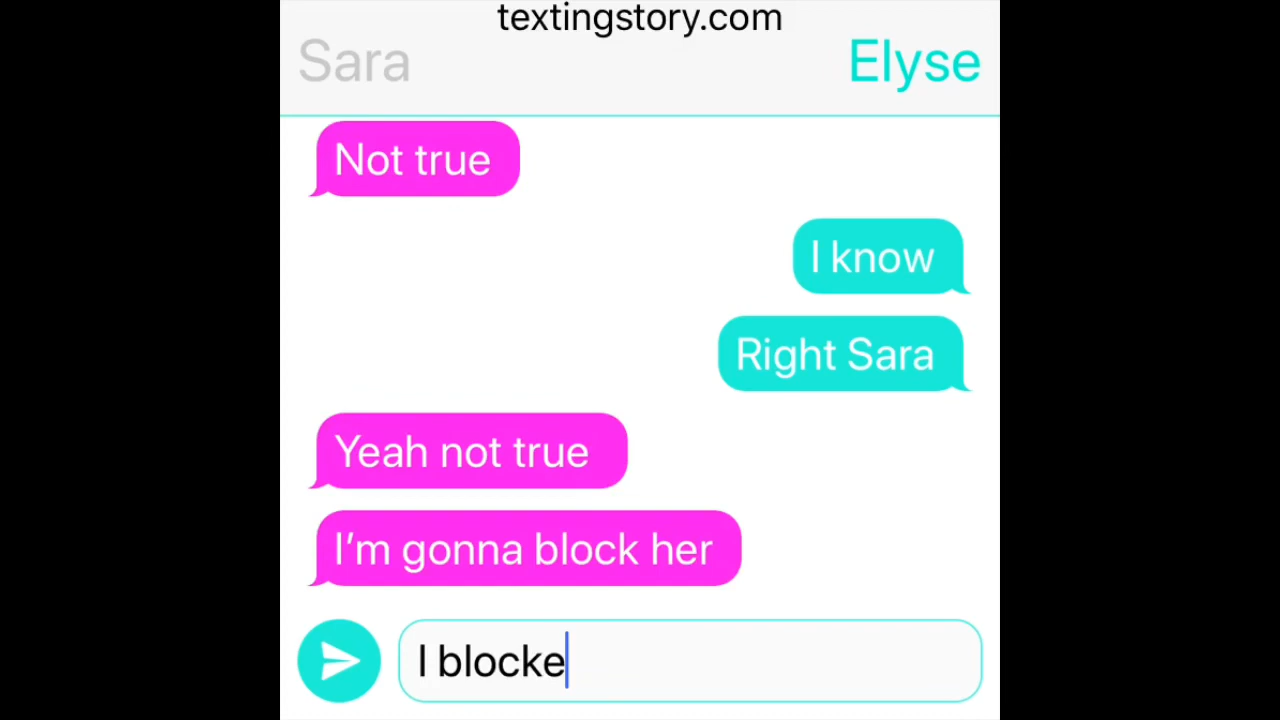 textingstory.com
Sara
Elyse
Not true
I know
Right Sara
Yeah not true
I’m gonna block her
I blocke